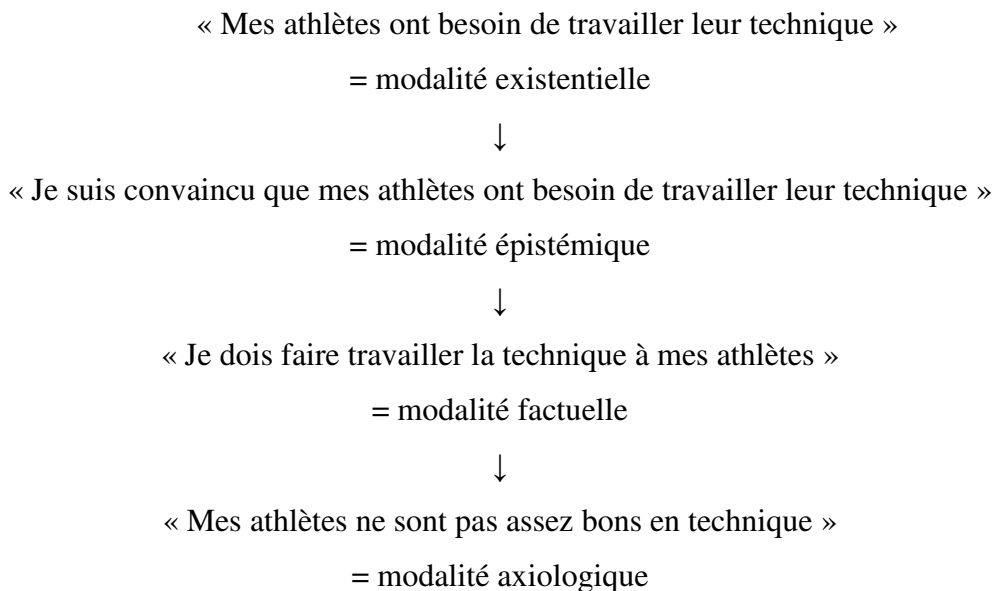 « Mes athlètes ont besoin de travailler leur technique »
= modalité existentielle
↓
« Je suis convaincu que mes athlètes ont besoin de travailler leur technique »
= modalité épistémique
↓
« Je dois faire travailler la technique à mes athlètes »
= modalité factuelle
↓
« Mes athlètes ne sont pas assez bons en technique »
= modalité axiologique